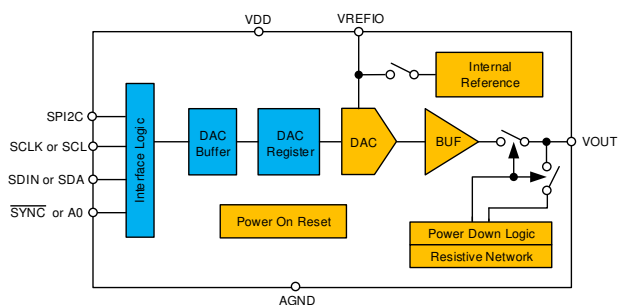 VDD
VREFIO
Internal
Reference
SPI2C
SCLK or SCL
SDIN or SDA
SYNC or A0
Interface Logic
DAC
Buffer
DAC
Register
DAC
BUF
VOUT
Power On Reset
Power Down Logic
Resistive Network
AGND